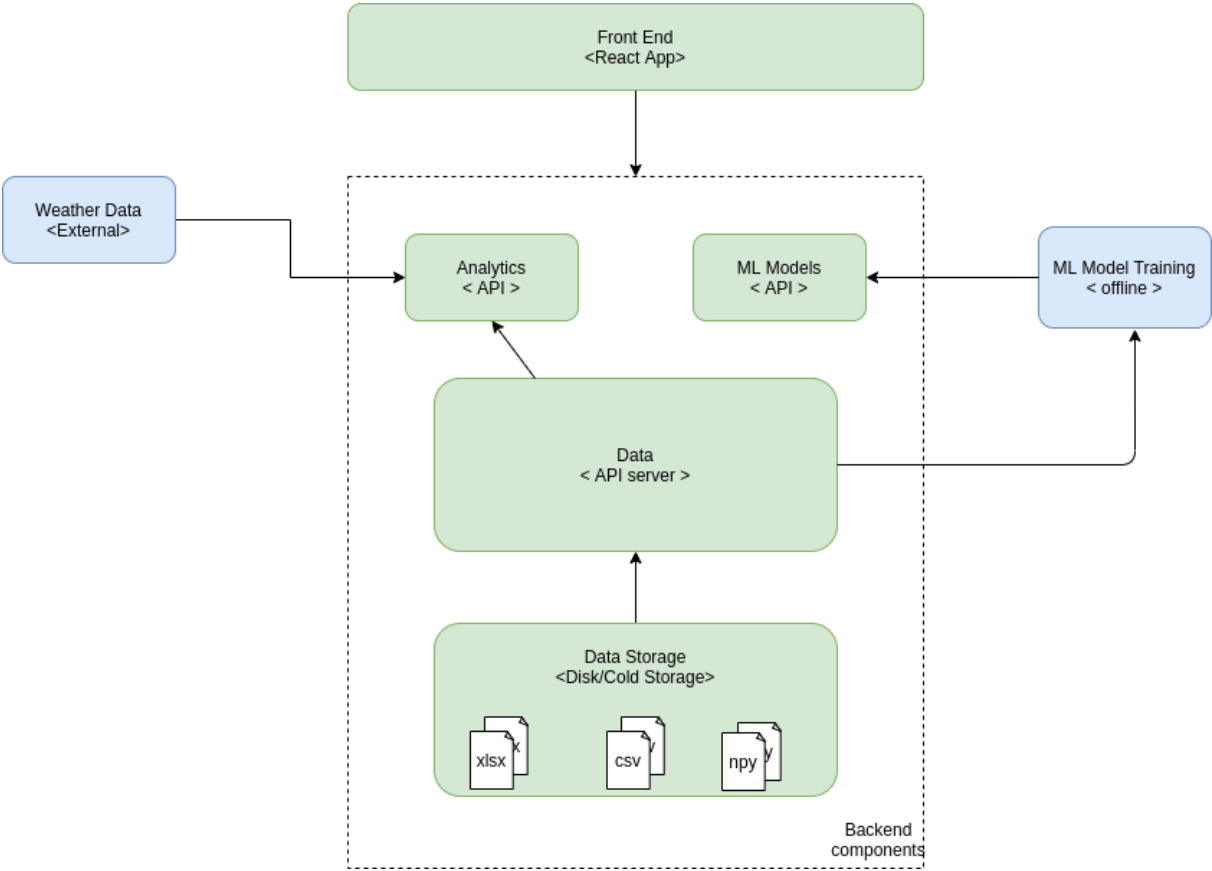 Front End
<React App>
Weather Data
<External>
Analytics
< API >
ML Models
< API >
ML Model Training
< offline >
Data
< API server >
Data Storage
<Disk/Cold Storage>
x
xlsx
v
csv
y
npy
Backend
components